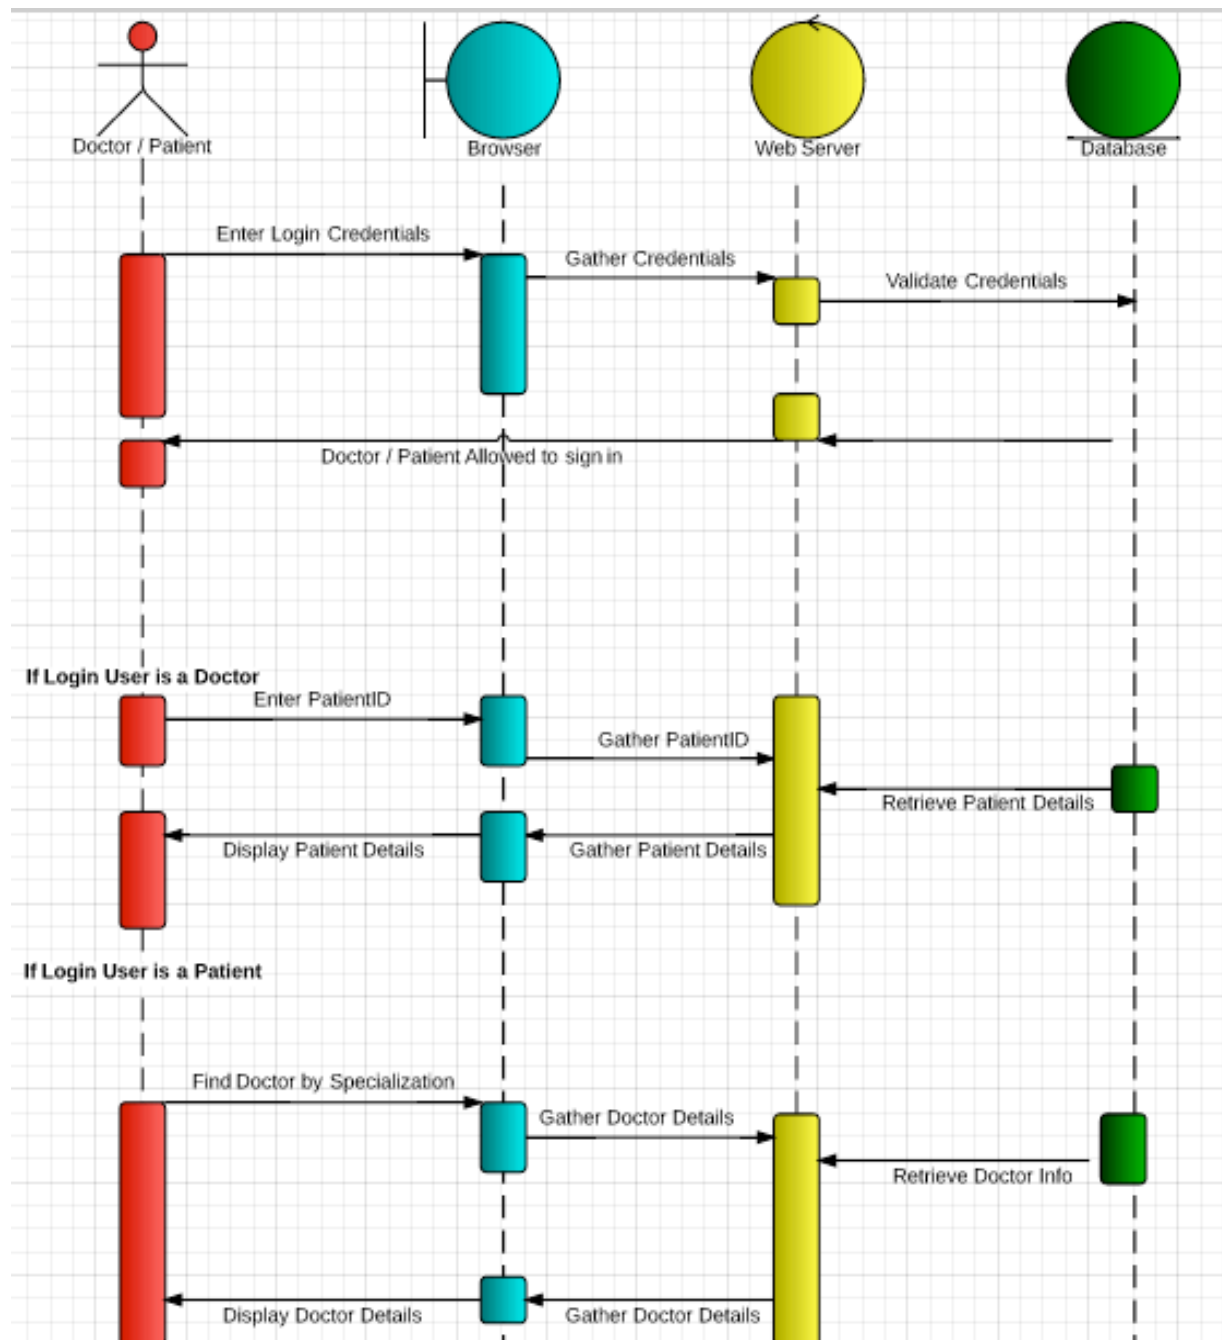 Doctor / Patient
Browser
Web Server
Database
Enter Login Credentials
Gather Credentials
Validate Credentials
Doctor / Patient Allowed to sign in
If Login User is a Doctor
Enter PatientID
Gather PatientID
Retrieve Patient Details
Display Patient Details
Gather Patient Details
If Login User is a Patient
Find Doctor by Specialization
Gather Doctor Details
Retrieve Doctor Info
Display Doctor Details
Gather Doctor Details